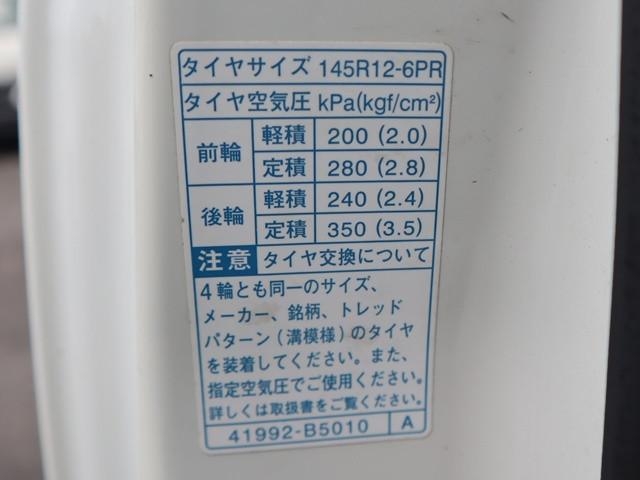 タイヤサイズ 145R12-6PR
タイヤ空気圧 kPa(kgf/cm²)
前輪 軽積 200 (2.0)
定積 280 (2.8)
後輪 軽積 240 (2.4)
定積 350 (3.5)
注意 タイヤ交換について
4輪とも同一のサイズ、
メーカー、銘柄、トレッド
パターン(溝模様)のタイヤ
を装着してください。また、
指定空気圧でご使用ください。
詳しくは取扱書をご覧ください。
41992-B5010 A